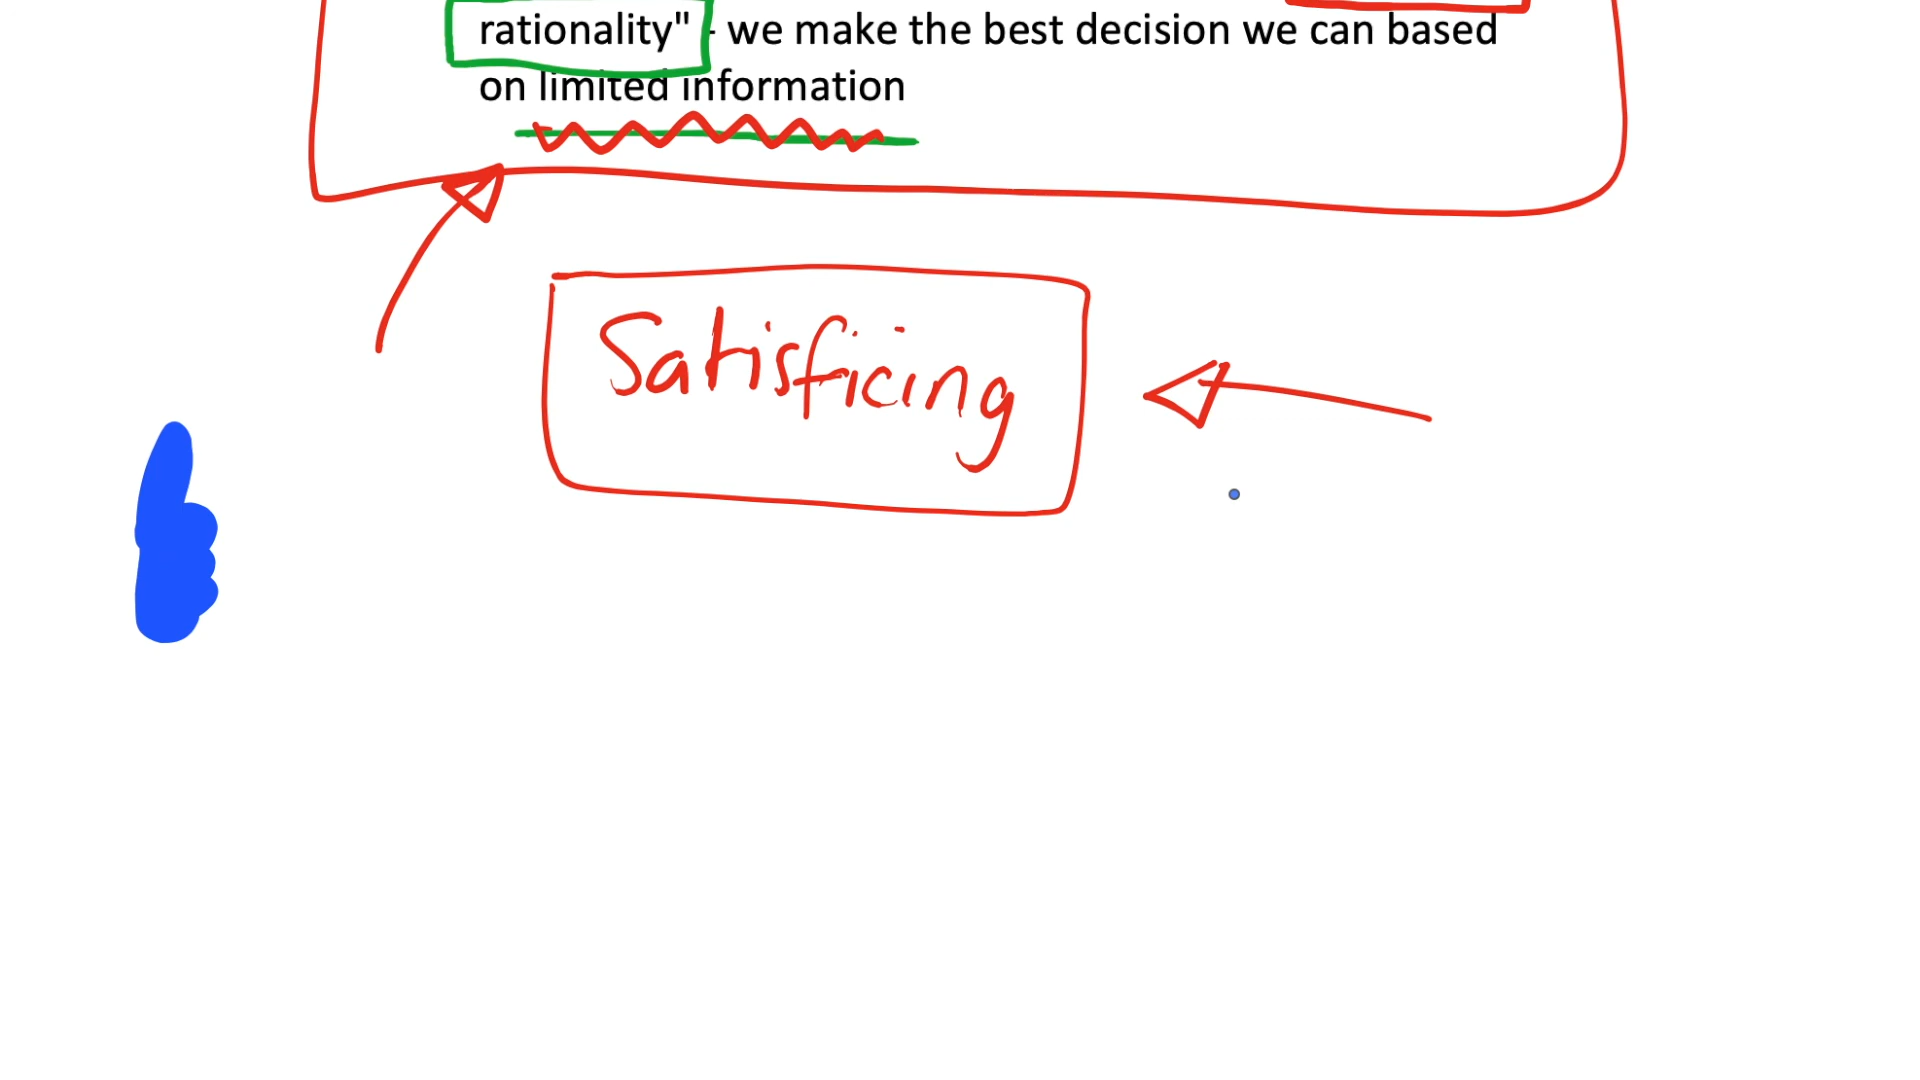 rationality" - we make the best decision we can based
on limited information
Satisficing